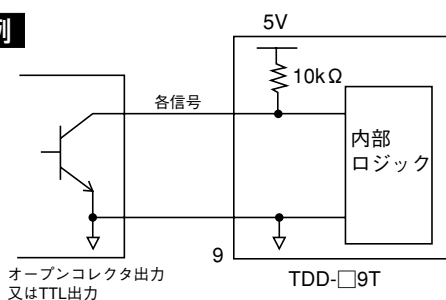 例
5V
10kΩ
各信号
内部
ロジック
9
オープンコレクタ出力
又はTTL出力
TDD-□9T